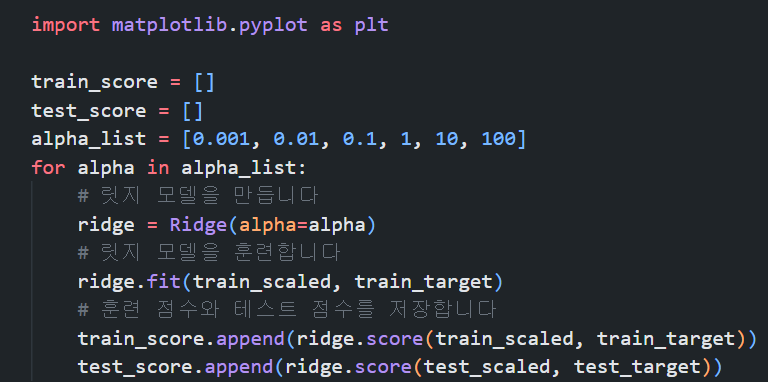 import matplotlib.pyplot as plt
train_score = []
test_score = []
alpha_list = [0.001, 0.01, 0.1, 1, 10, 100]
for alpha in alpha_list:
    # 릿지 모델을 만듭니다
    ridge = Ridge(alpha=alpha)
    # 릿지 모델을 훈련합니다
    ridge.fit(train_scaled, train_target)
    # 훈련 점수와 테스트 점수를 저장합니다
    train_score.append(ridge.score(train_scaled, train_target))
    test_score.append(ridge.score(test_scaled, test_target))